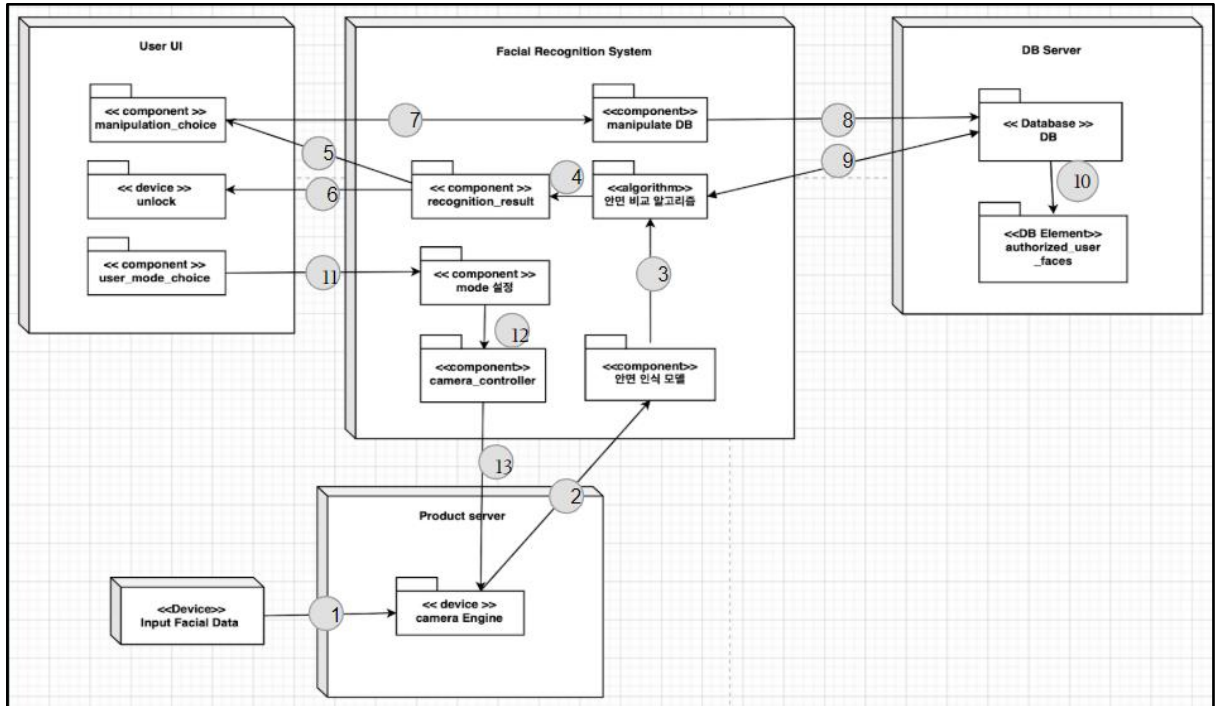 User UI
<< component >>
manipulation_choice
<< device >>
unlock
<< component >>
user_mode_choice
Facial Recognition System
<<component>>
manipulate DB
<< component >>
recognition_result
<<algorithm>>
안면 비교 알고리즘
<< component >>
mode 설정
<<component>>
camera_controller
<<component>>
안면 인식 모델
DB Server
<< Database >>
DB
<<DB Element>>
authorized_user
_faces
Product server
<< device >>
camera Engine
<<Device>>
Input Facial Data
1
2
3
4
5
6
7
8
9
10
11
12
13